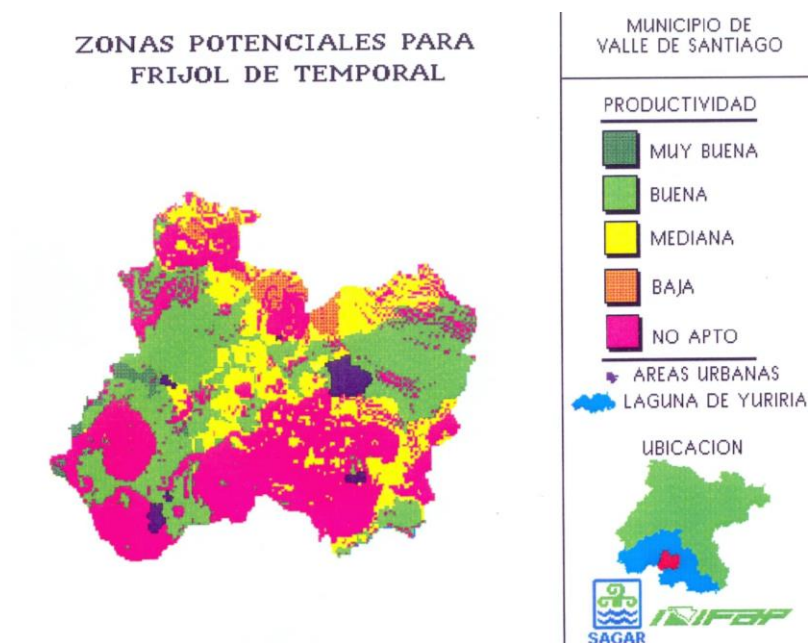 ZONAS POTENCIALES PARA
FRIJOL DE TEMPORAL
MUNICIPIO DE
VALLE DE SANTIAGO
PRODUCTIVIDAD
MUY BUENA
BUENA
MEDIANA
BAJA
NO APTO
AREAS URBANAS
LAGUNA DE YURIRIA
UBICACION
SAGAR
INIFAP